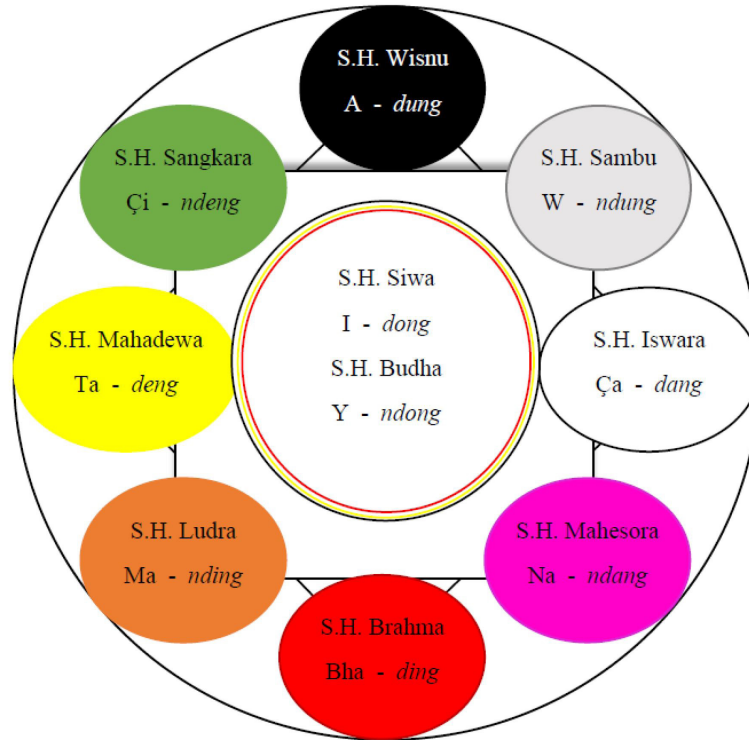 S.H. Wisnu
A - dung
S.H. Sangkara
Çi - ndeng
S.H. Sambu
W - ndung
S.H. Siwa
I - dong
S.H. Budha
Y - ndong
S.H. Mahadewa
Ta - deng
S.H. Iswara
Ça - dang
S.H. Ludra
Ma - nding
S.H. Mahesora
Na - ndang
S.H. Brahma
Bha - ding